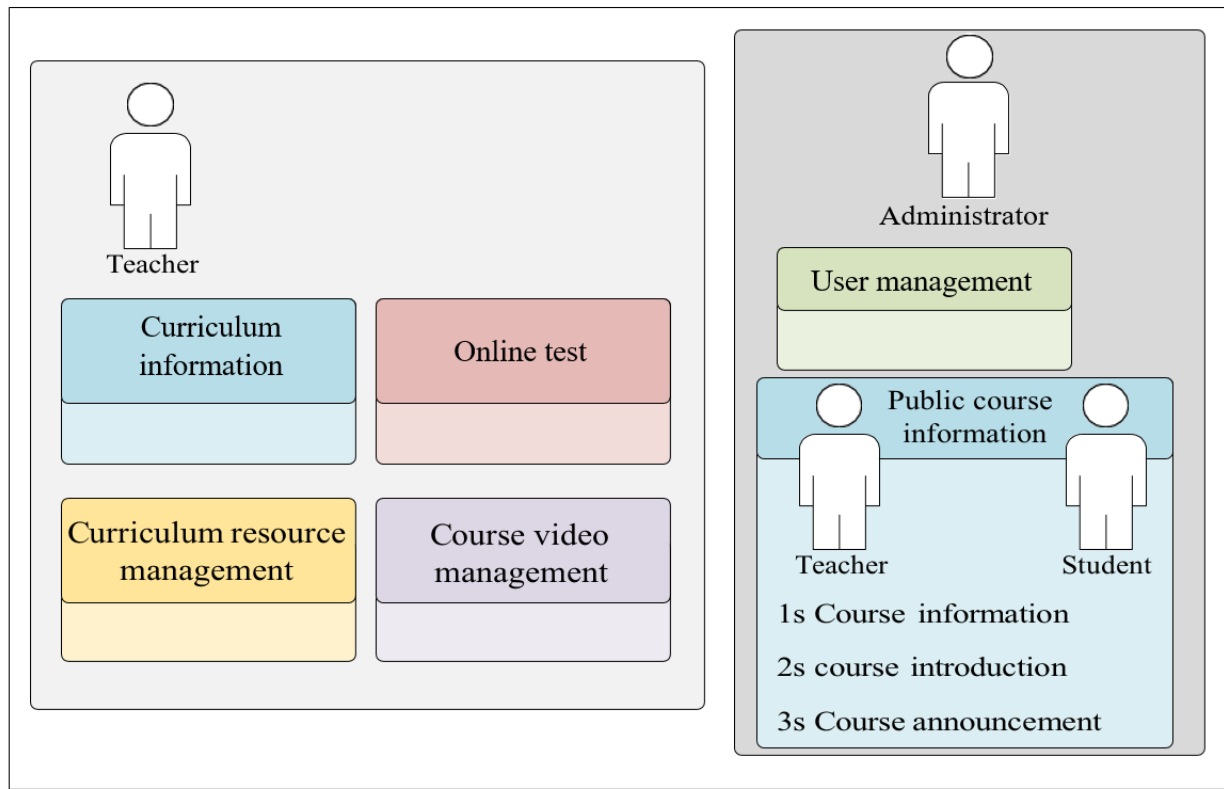 Teacher
Curriculum
information
Online test
Curriculum resource
management
Course video
management
Administrator
User management
Public course
information
Teacher
Student
1s Course information
2s course introduction
3s Course announcement